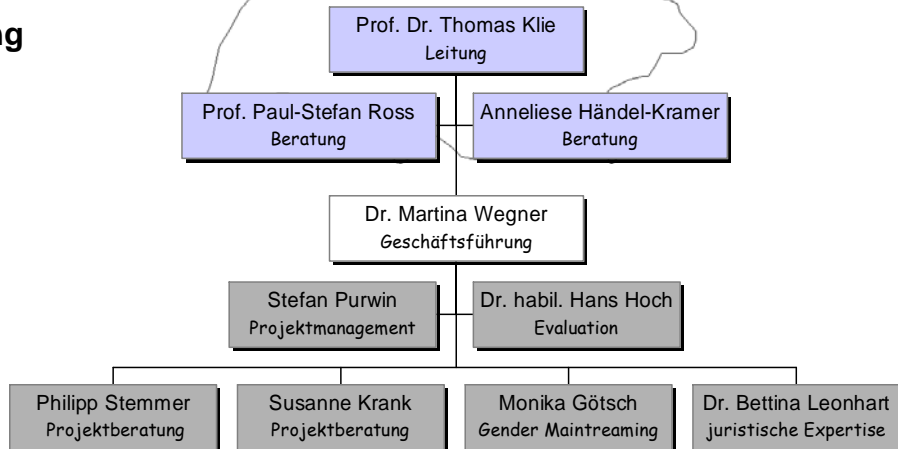 ng
Prof. Dr. Thomas Klie
Leitung
Prof. Paul-Stefan Ross
Beratung
Anneliese Händel-Kramer
Beratung
Dr. Martina Wegner
Geschäftsführung
Stefan Purwin
Projektmanagement
Dr. habil. Hans Hoch
Evaluation
Philipp Stemmer
Projektberatung
Susanne Krank
Projektberatung
Monika Götsch
Gender Maintreaming
Dr. Bettina Leonhart
juristische Expertise